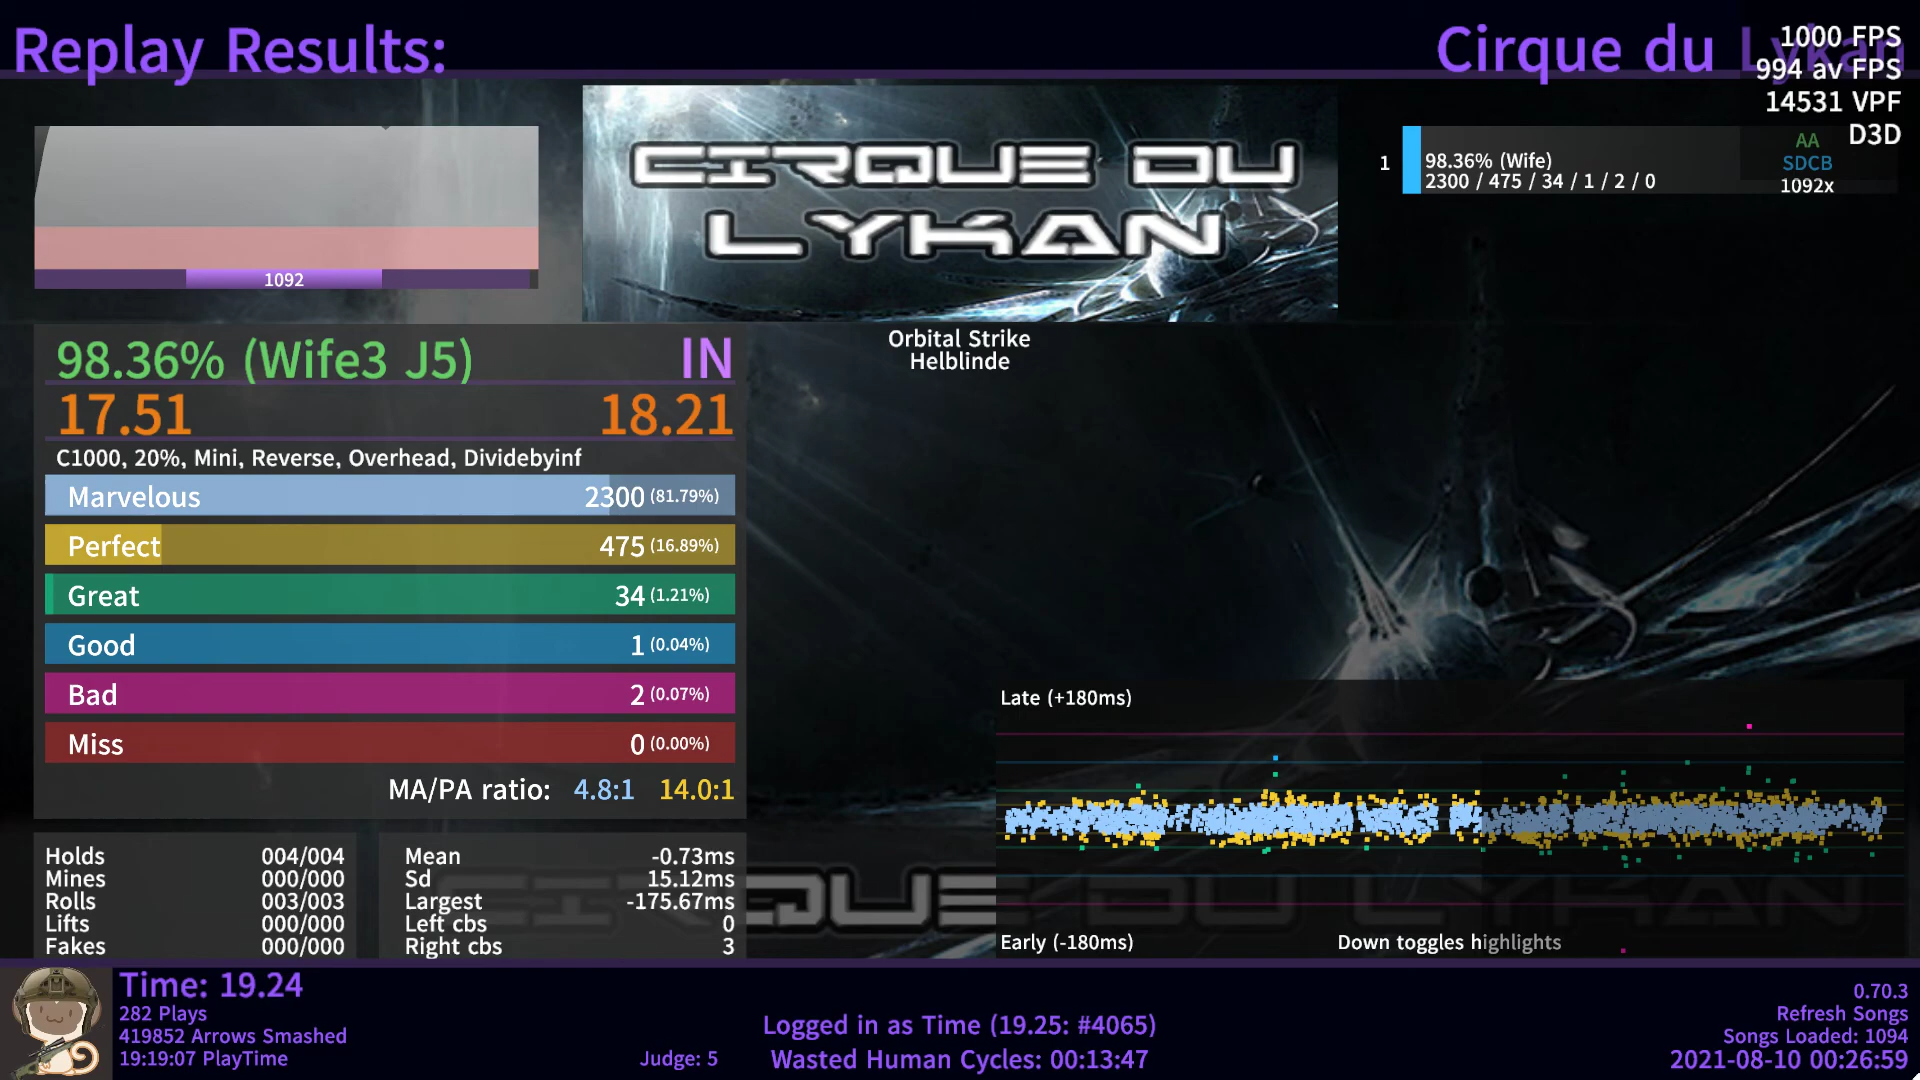 Replay Results:
Cirque du Lykan
1000 FPS
994 av FPS
14531 VPF
D3D
1092
CIRQUE DU
LYKAN
1
98.36% (Wife)
2300 / 475 / 34 / 1 / 2 / 0
AA
SDCB
1092x
Orbital Strike
Helblinde
98.36% (Wife3 J5) IN
17.51 18.21
C1000, 20%, Mini, Reverse, Overhead, Dividebyinf
Marvelous 2300 (81.79%)
Perfect 475 (16.89%)
Great 34 (1.21%)
Good 1 (0.04%)
Bad 2 (0.07%)
Miss 0 (0.00%)
MA/PA ratio: 4.8:1 14.0:1
Holds 004/004
Mines 000/000
Rolls 003/003
Lifts 000/000
Fakes 000/000
Mean -0.73ms
Sd 15.12ms
Largest -175.67ms
Left cbs 0
Right cbs 3
Late (+180ms)
Early (-180ms)
Down toggles highlights
CIRQUE DU LYKAN
Time: 19.24
282 Plays
419852 Arrows Smashed
19:19:07 PlayTime
Judge: 5
Logged in as Time (19.25: #4065)
Wasted Human Cycles: 00:13:47
0.70.3
Refresh Songs
Songs Loaded: 1094
2021-08-10 00:26:59